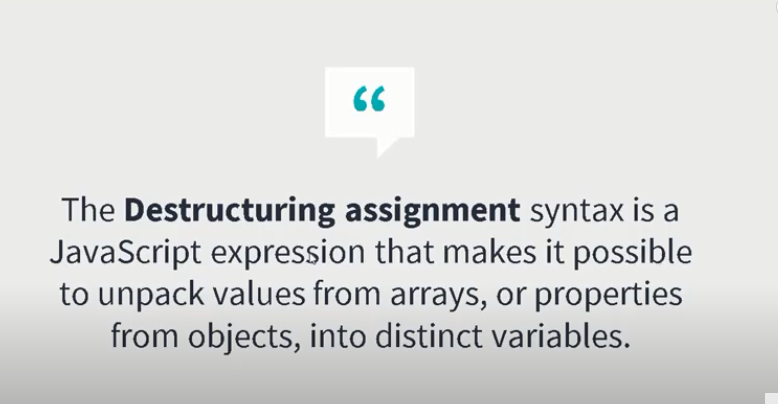 “
The Destructuring assignment syntax is a
JavaScript expression that makes it possible
to unpack values from arrays, or properties
from objects, into distinct variables.